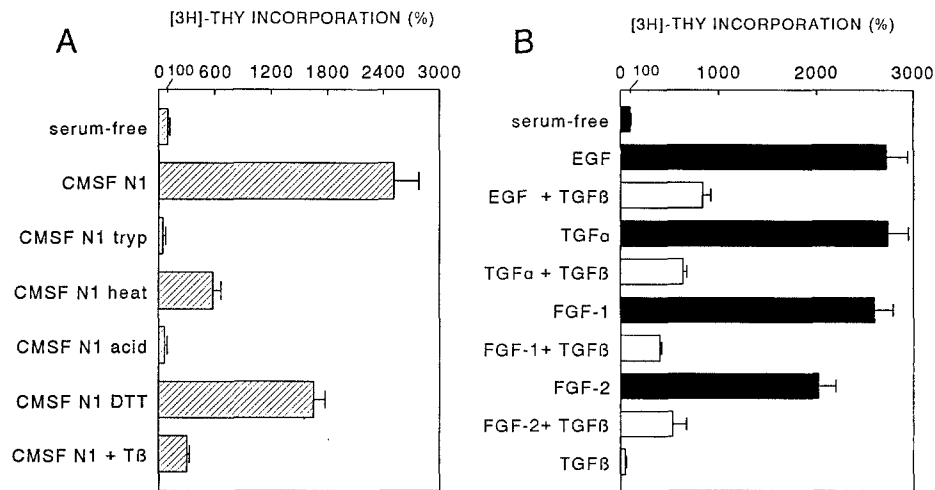 [3H]-THY INCORPORATION (%)
A
0 100 600 1200 1800 2400 3000
serum-free
CMSF N1
CMSF N1 tryp
CMSF N1 heat
CMSF N1 acid
CMSF N1 DTT
CMSF N1 + Tß
[3H]-THY INCORPORATION (%)
B
0 100 1000 2000 3000
serum-free
EGF
EGF + TGFß
TGFα
TGFα + TGFß
FGF-1
FGF-1+ TGFß
FGF-2
FGF-2+ TGFß
TGFß